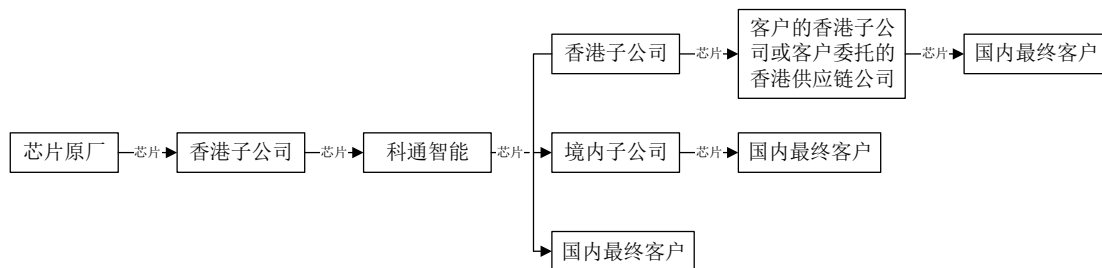 香港子公司
芯片
客户的香港子公
司或客户委托的
香港供应链公司
芯片
国内最终客户
芯片原厂
芯片
香港子公司
芯片
科通智能
芯片
境内子公司
芯片
国内最终客户
国内最终客户